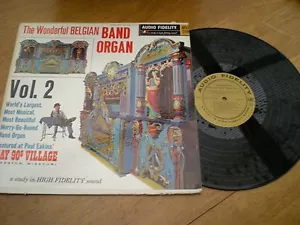 The Wonderful BELGIAN BAND
ORGAN
AUDIO FIDELITY
Vol. 2
World's Largest,
Most Musical,
Most Beautiful
Merry-Go-Round
Band Organ
Featured at Paul Eakins'
GAY 90's VILLAGE
MISSOURI
a study in HIGH FIDELITY sound
AUDIO FIDELITY